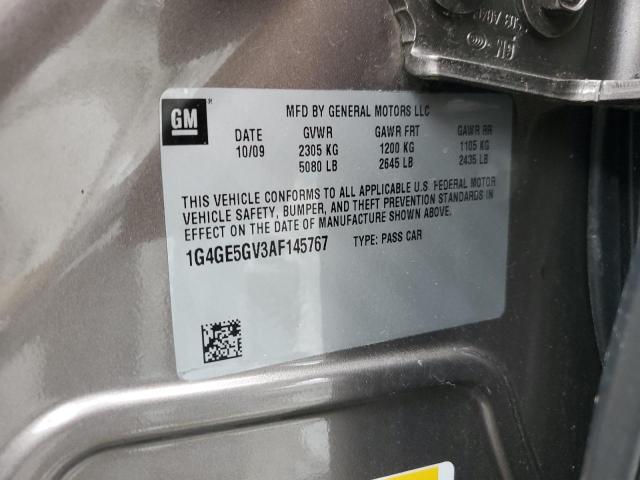 GM
MFD BY GENERAL MOTORS LLC
DATE GVWR GAWR FRT GAWR RR
10/09 2305 KG 1200 KG 1105 KG
5080 LB 2645 LB 2435 LB
THIS VEHICLE CONFORMS TO ALL APPLICABLE U.S. FEDERAL MOTOR
VEHICLE SAFETY, BUMPER, AND THEFT PREVENTION STANDARDS IN
EFFECT ON THE DATE OF MANUFACTURE SHOWN ABOVE.
1G4GE5GV3AF145767 TYPE: PASS CAR
GM